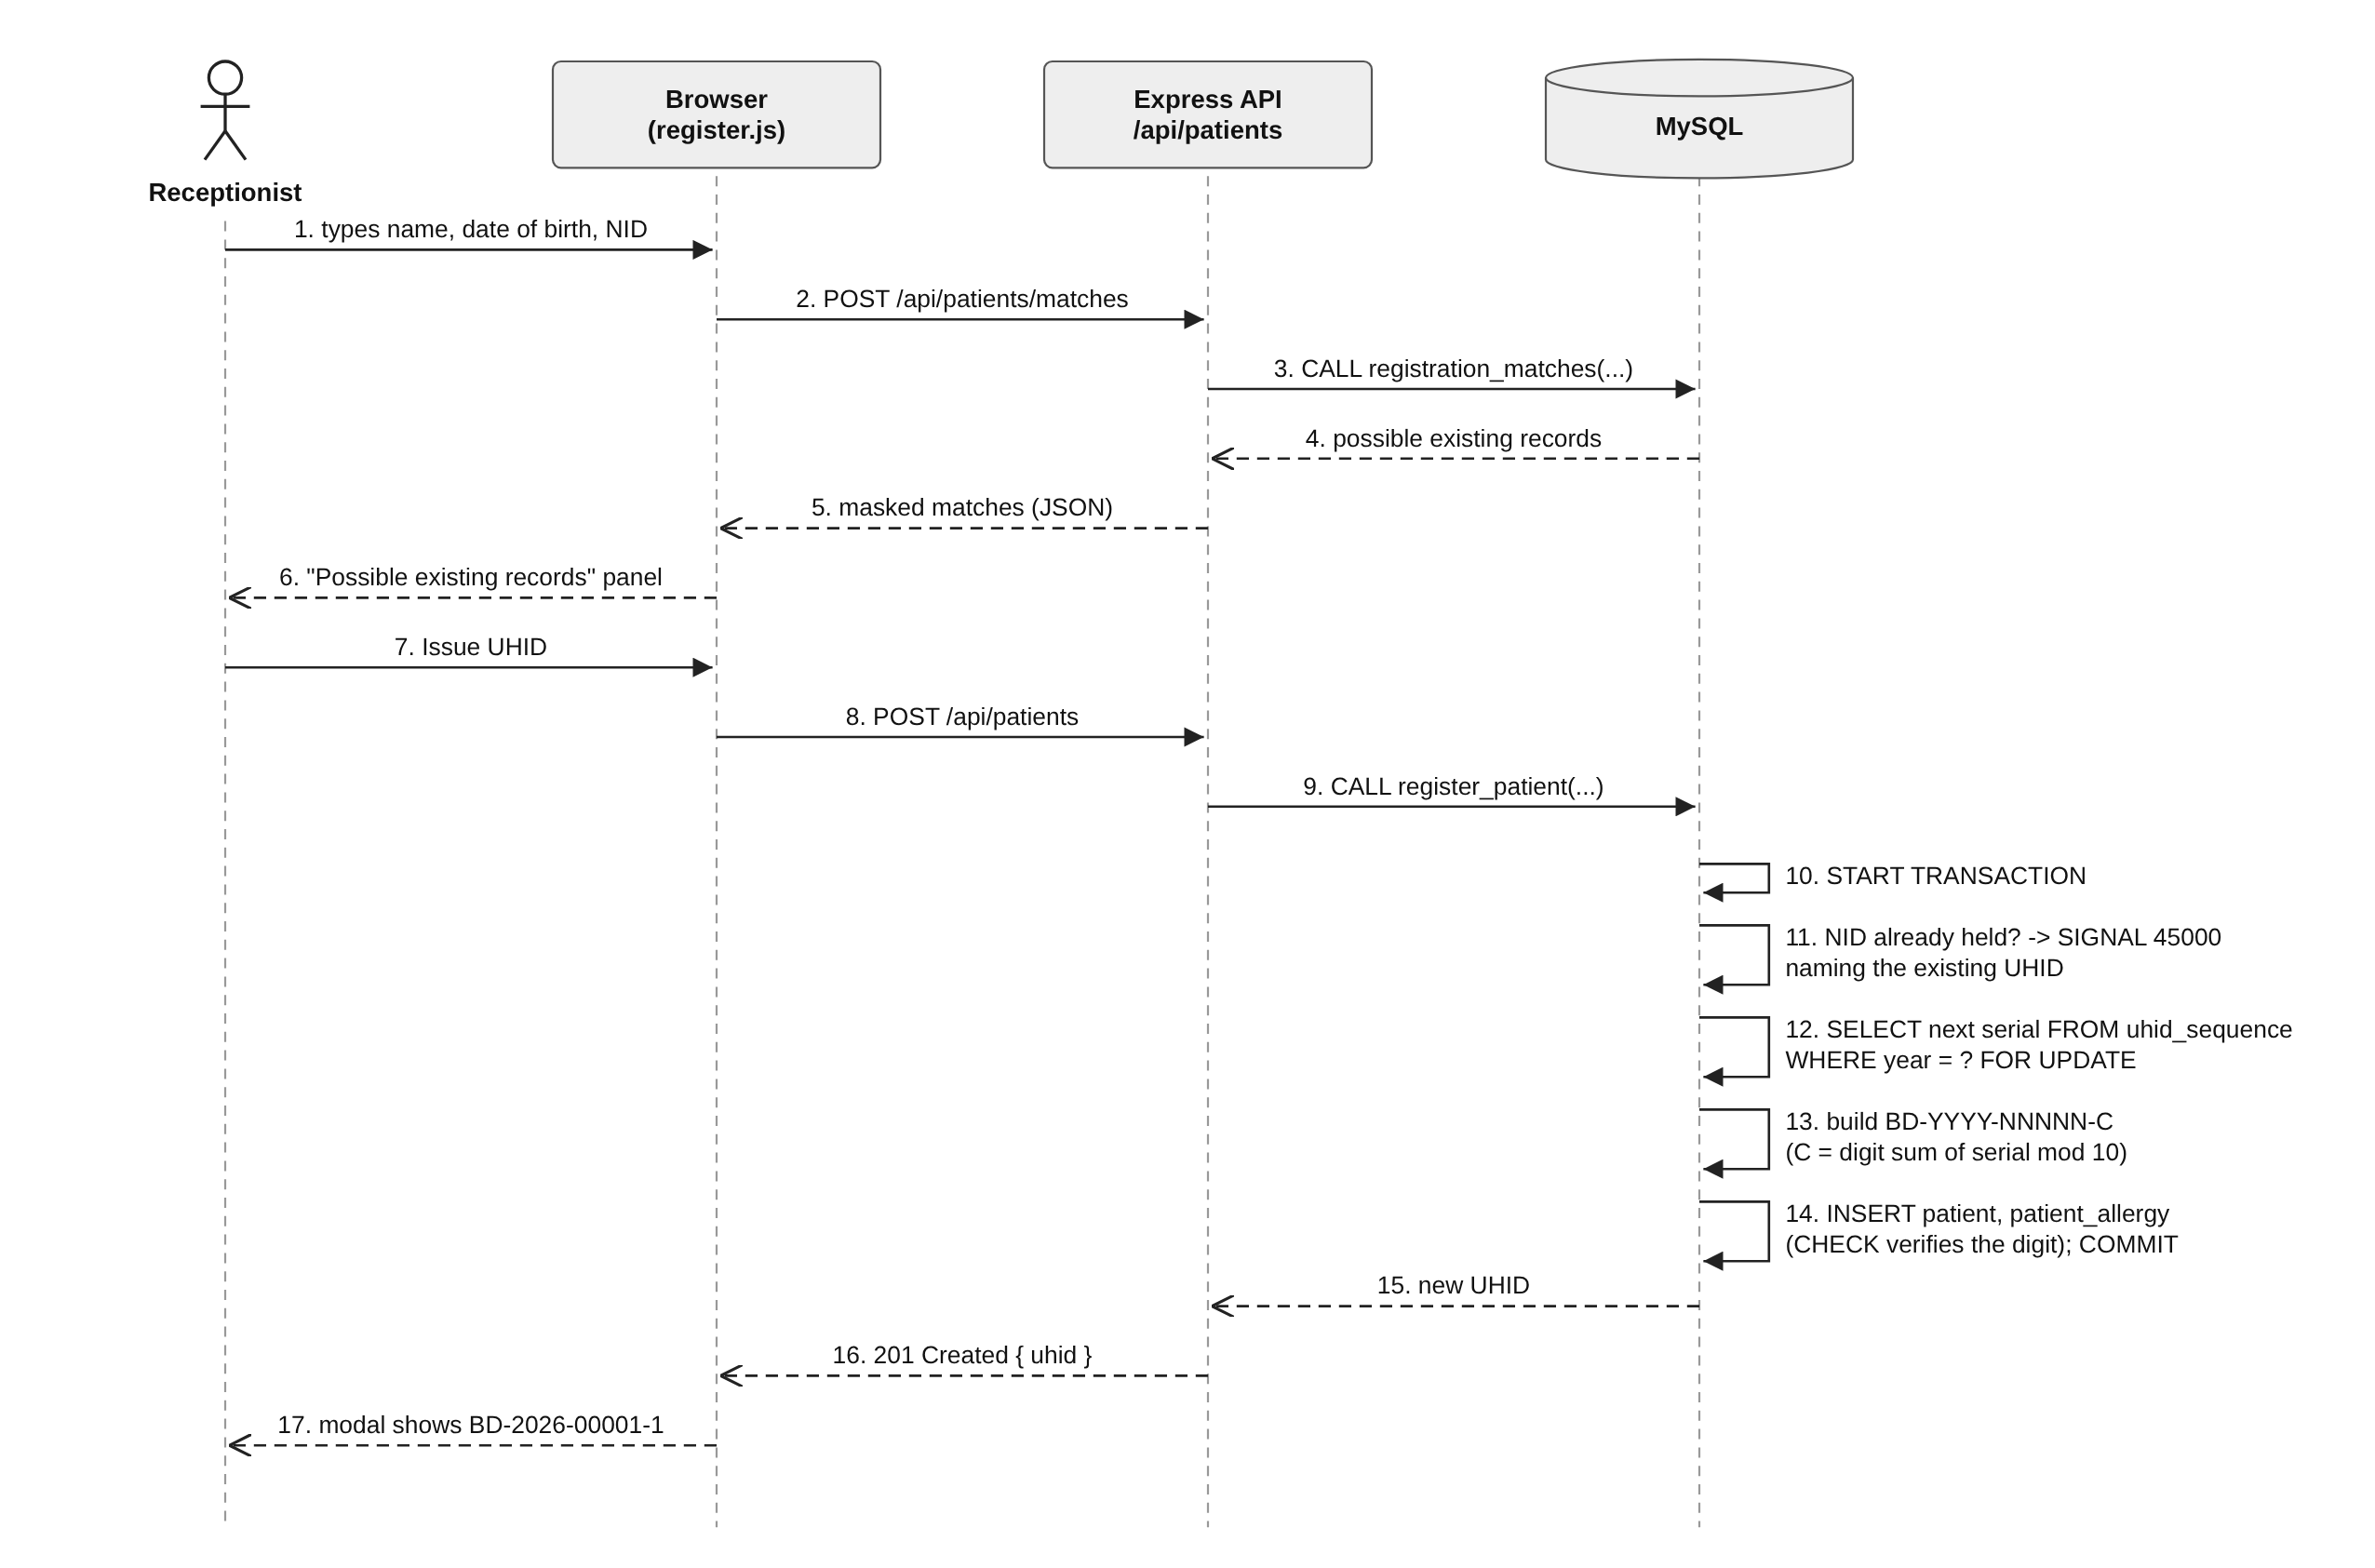 Receptionist
Browser
(register.js)
Express API
/api/patients
MySQL
1. types name, date of birth, NID
2. POST /api/patients/matches
3. CALL registration_matches(...)
4. possible existing records
5. masked matches (JSON)
6. "Possible existing records" panel
7. Issue UHID
8. POST /api/patients
9. CALL register_patient(...)
10. START TRANSACTION
11. NID already held? -> SIGNAL 45000
naming the existing UHID
12. SELECT next serial FROM uhid_sequence
WHERE year = ? FOR UPDATE
13. build BD-YYYY-NNNNN-C
(C = digit sum of serial mod 10)
14. INSERT patient, patient_allergy
(CHECK verifies the digit); COMMIT
15. new UHID
16. 201 Created { uhid }
17. modal shows BD-2026-00001-1